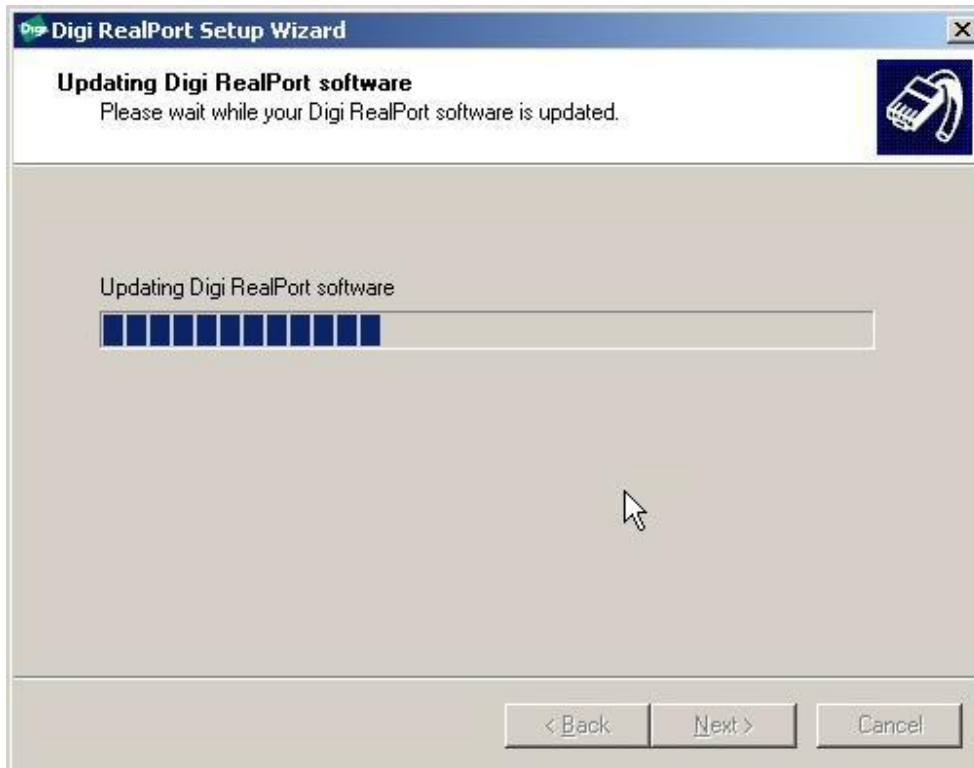 Digi Digi RealPort Setup Wizard
Updating Digi RealPort software
Please wait while your Digi RealPort software is updated.
Updating Digi RealPort software
< Back Next > Cancel